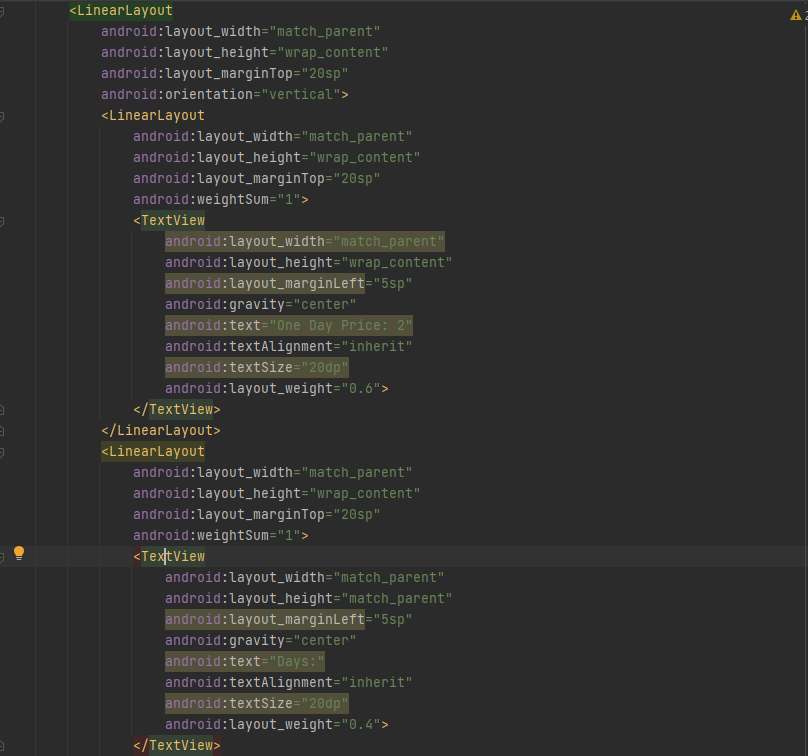 <LinearLayout
android:layout_width="match_parent"
android:layout_height="wrap_content"
android:layout_marginTop="20sp"
android:orientation="vertical">
<LinearLayout
android:layout_width="match_parent"
android:layout_height="wrap_content"
android:layout_marginTop="20sp"
android:weightSum="1">
<TextView
android:layout_width="match_parent"
android:layout_height="wrap_content"
android:layout_marginLeft="5sp"
android:gravity="center"
android:text="One Day Price: 2"
android:textAlignment="inherit"
android:textSize="20dp"
android:layout_weight="0.6">
</TextView>
</LinearLayout>
<LinearLayout
android:layout_width="match_parent"
android:layout_height="wrap_content"
android:layout_marginTop="20sp"
android:weightSum="1">
<TextView
android:layout_width="match_parent"
android:layout_height="match_parent"
android:layout_marginLeft="5sp"
android:gravity="center"
android:text="Days:"
android:textAlignment="inherit"
android:textSize="20dp"
android:layout_weight="0.4">
</TextView>